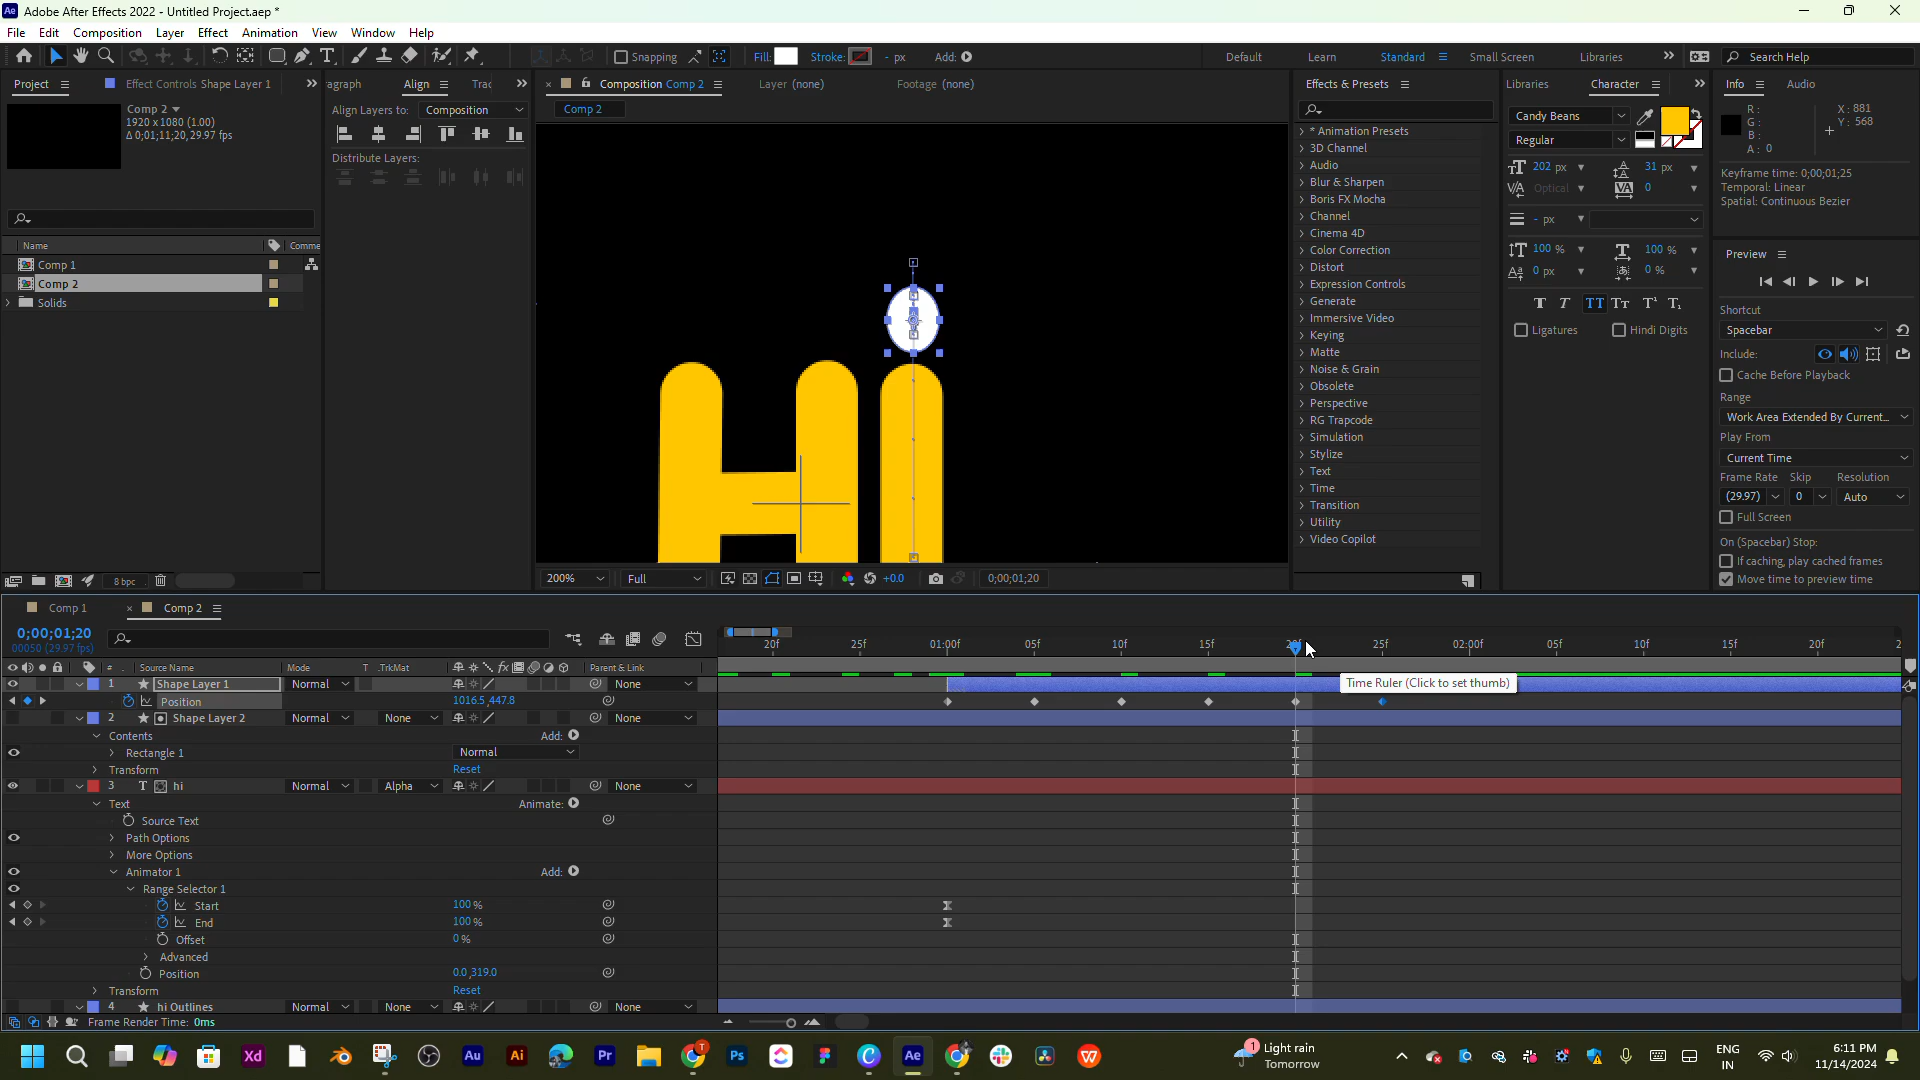 Adobe After Effects 2022 - Untitled Project.aep *
File Edit Composition Layer Effect Animation View Window Help
Snapping Fill: Stroke: - px Add: Default Learn Standard Small Screen Libraries Search Help
Project Effect Controls Shape Layer 1 aragraph Align Trac Composition Comp 2 Layer (none) Footage (none) Effects & Presets Libraries Character Info Audio
Comp 2
1920 x 1080 (1.00)
Δ 0;01;11;20, 29.97 fps
Align Layers to: Composition
Distribute Layers:
Comp 2
Name Comme
Comp 1
Comp 2
Solids
8 bpc
HI
200% Full +0.0 0;00;01;20
* Animation Presets
3D Channel
Audio
Blur & Sharpen
Boris FX Mocha
Channel
Cinema 4D
Color Correction
Distort
Expression Controls
Generate
Immersive Video
Keying
Matte
Noise & Grain
Obsolete
Perspective
RG Trapcode
Simulation
Stylize
Text
Time
Transition
Utility
Video Copilot
Candy Beans
Regular
202 px 31 px
Optical 0
- px
100 % 100 %
0 px 0 %
Ligatures Hindi Digits
R:
G:
B:
A: 0
X: 881
Y: 568
Keyframe time: 0;00;01;25
Temporal: Linear
Spatial: Continuous Bezier
Preview
Shortcut
Spacebar
Include:
Cache Before Playback
Range
Work Area Extended By Current...
Play From
Current Time
Frame Rate Skip Resolution
(29.97) 0 Auto
Full Screen
On (Spacebar) Stop:
If caching, play cached frames
Move time to preview time
Comp 1 Comp 2
0;00;01;20
00050 (29.97 fps)
20f 25f 01:00f 05f 10f 15f 20f 25f 02:00f 05f 10f 15f 20f 2
# Source Name Mode T .TrkMat Parent & Link
1 Shape Layer 1 Normal None
Time Ruler (Click to set thumb)
Position 1016.5,447.8
2 Shape Layer 2 Normal None None
Contents Add:
Rectangle 1 Normal
Transform Reset
3 T hi Normal Alpha None
Text Animate:
Source Text
Path Options
More Options
Animator 1 Add:
Range Selector 1
Start 100 %
End 100 %
Offset 0 %
Advanced
Position 0.0,319.0
Transform Reset
4 hi Outlines Normal None None
Frame Render Time: 0ms
Xd Au Ai Pr Ps Ae
1 Light rain
Tomorrow
ENG
IN
6:11 PM
11/14/2024